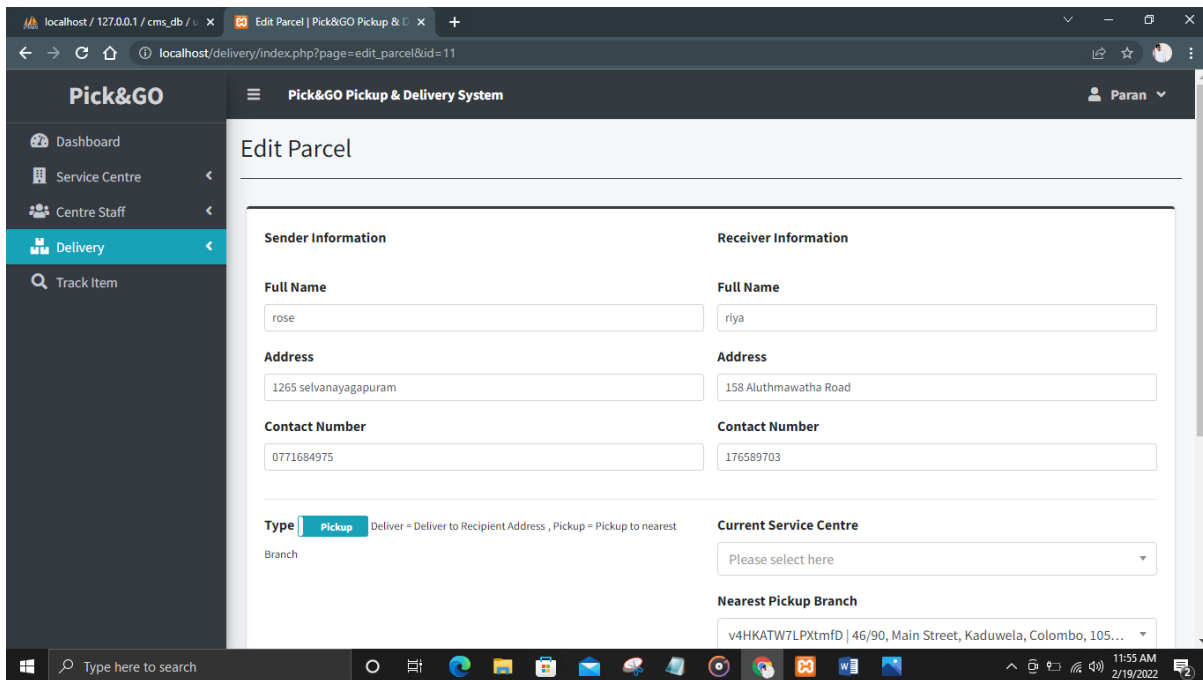 localhost / 127.0.0.1 / cms_db / u
Edit Parcel | Pick&GO Pickup & D
localhost/delivery/index.php?page=edit_parcel&id=11
Pick&GO
Pick&GO Pickup & Delivery System
Paran
Dashboard
Service Centre
Centre Staff
Delivery
Track Item
Edit Parcel
Sender Information
Full Name
rose
Address
1265 selvanayagapuram
Contact Number
0771684975
Receiver Information
Full Name
riya
Address
158 Aluthmawatha Road
Contact Number
176589703
Type Pickup Deliver = Deliver to Recipient Address , Pickup = Pickup to nearest
Branch
Current Service Centre
Please select here
Nearest Pickup Branch
v4HKATW7LPXtmfD | 46/90, Main Street, Kaduwela, Colombo, 105...
Type here to search
11:55 AM
2/19/2022